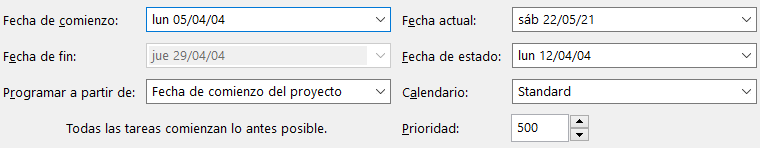 Fecha de comienzo: lun 05/04/04 Fecha actual: sáb 22/05/21
Fecha de fin: jue 29/04/04 Fecha de estado: lun 12/04/04
Programar a partir de: Fecha de comienzo del proyecto Calendario: Standard
Todas las tareas comienzan lo antes posible. Prioridad: 500